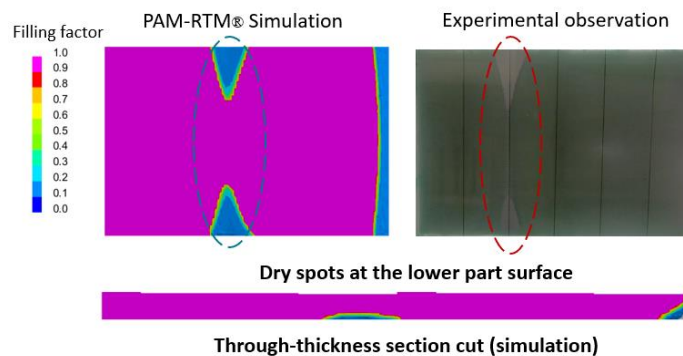 PAM-RTM® Simulation
Experimental observation
Filling factor
1.0
0.9
0.8
0.7
0.6
0.5
0.4
0.3
0.2
0.1
0.0
Dry spots at the lower part surface
Through-thickness section cut (simulation)